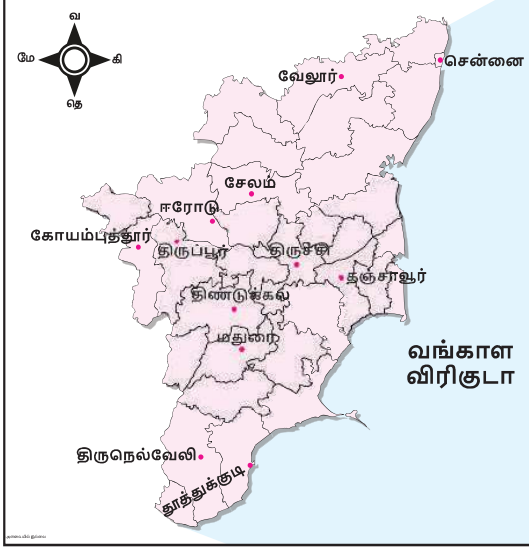 வ
மே
கி
தெ
சென்னை
வேலூர்
சேலம்
ஈரோடு
கோயம்புத்தூர்
திருப்பூர்
திருச்சி
தஞ்சாவூர்
திண்டுக்கல்
மதுரை
வங்காள
விரிகுடா
திருநெல்வேலி
தூத்துக்குடி